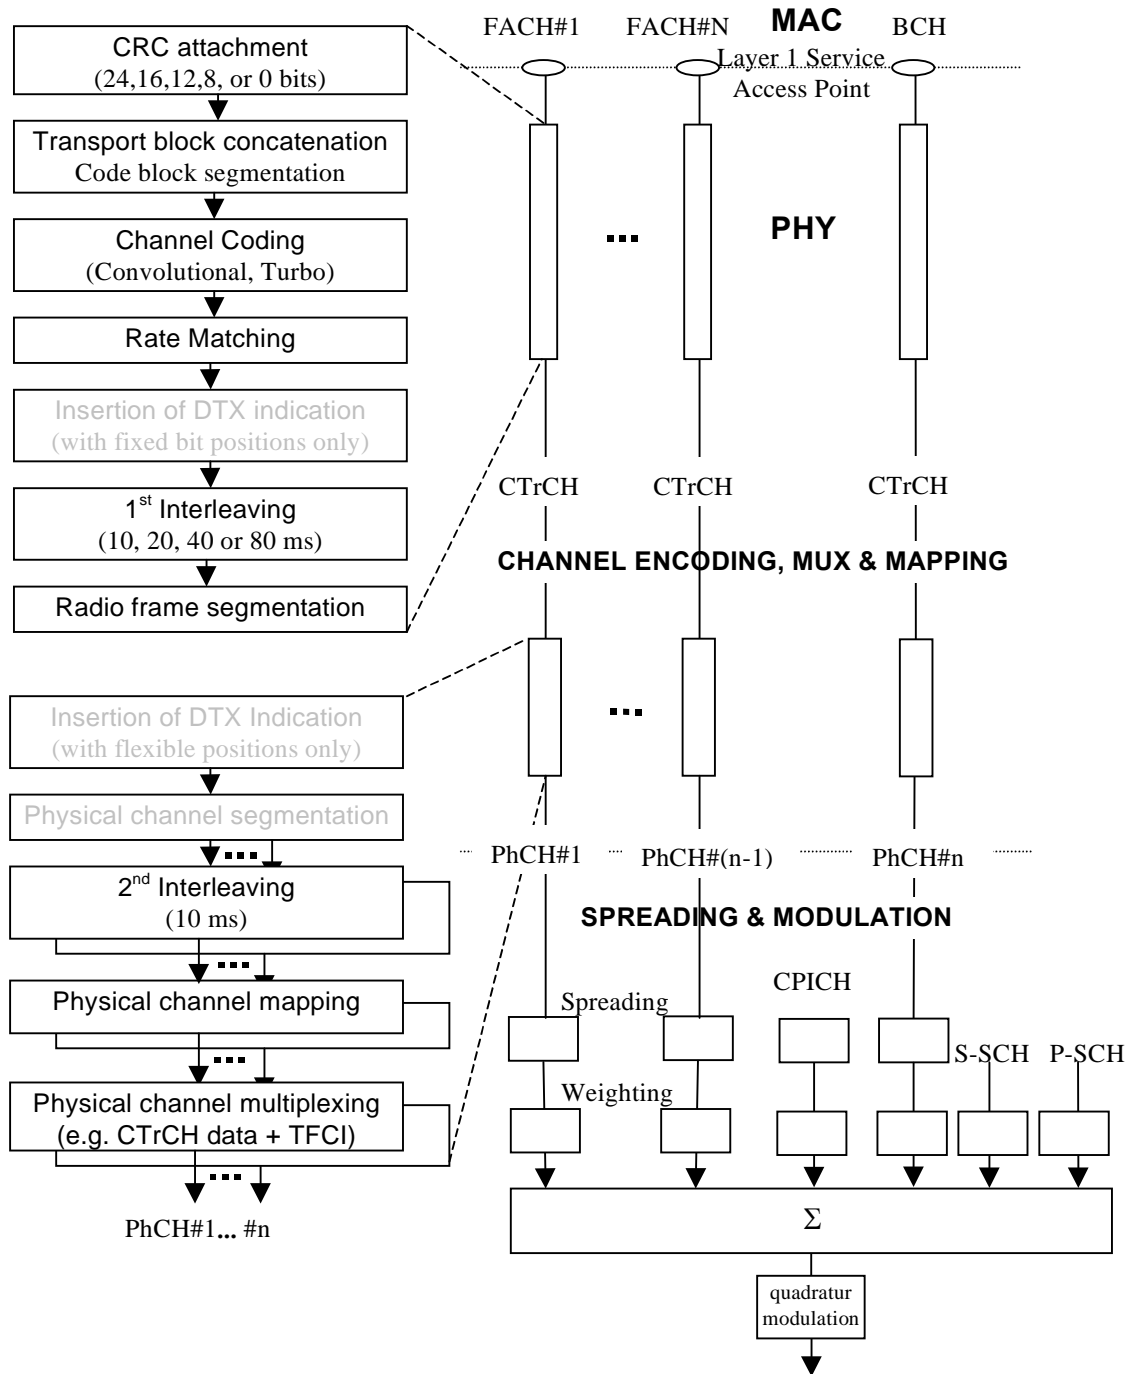 CRC attachment
(24,16,12,8, or 0 bits)
Transport block concatenation
Code block segmentation
Channel Coding
(Convolutional, Turbo)
Rate Matching
Insertion of DTX indication
(with fixed bit positions only)
1st Interleaving
(10, 20, 40 or 80 ms)
Radio frame segmentation
Insertion of DTX Indication
(with flexible positions only)
Physical channel segmentation
2nd Interleaving
(10 ms)
Physical channel mapping
Physical channel multiplexing
(e.g. CTrCH data + TFCI)
PhCH#1... #n
MAC
FACH#1 FACH#N BCH
Layer 1 Service
Access Point
PHY
CTrCH CTrCH CTrCH
CHANNEL ENCODING, MUX & MAPPING
PhCH#1 PhCH#(n-1) PhCH#n
SPREADING & MODULATION
CPICH
Spreading
S-SCH P-SCH
Weighting
Σ
quadratur
modulation